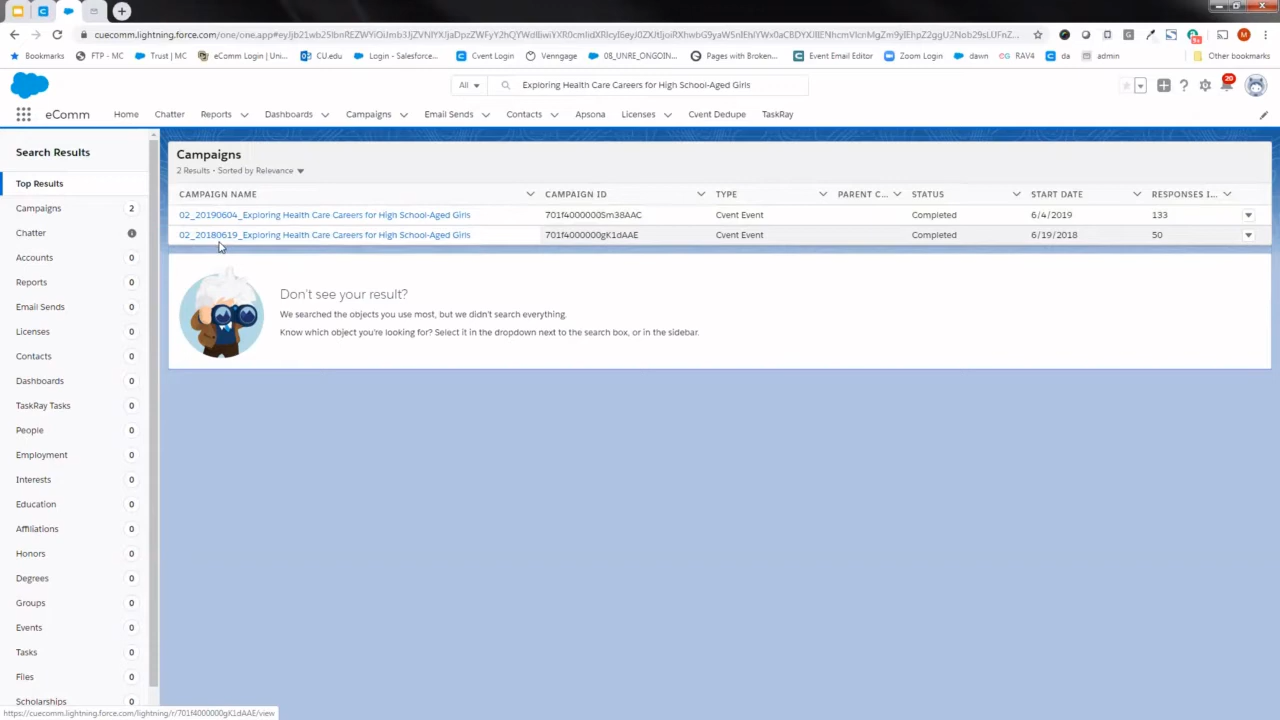 cuecomm.lightning.force.com
Bookmarks
FTP - MC
Trust | MC
eComm Login | Uni...
CU.edu
Login - Salesforce...
Cvent Login
Venngage
08_UNRE_ONGOIN...
Pages with Broken...
Event Email Editor
Zoom Login
dawn
RAV4
da
admin
Other bookmarks
All
Exploring Health Care Careers for High School-Aged Girls
20
eComm
Home
Chatter
Reports
Dashboards
Campaigns
Email Sends
Contacts
Apsona
Licenses
Cvent Dedupe
TaskRay
Search Results
Top Results
Campaigns 2
Chatter
Accounts 0
Reports 0
Email Sends 0
Licenses 0
Contacts 0
Dashboards 0
TaskRay Tasks 0
People 0
Employment 0
Interests 0
Education 0
Affiliations 0
Honors 0
Degrees 0
Groups 0
Events 0
Tasks 0
Files 0
Scholarships 0
Campaigns
2 Results • Sorted by Relevance
CAMPAIGN NAME CAMPAIGN ID TYPE PARENT C... STATUS START DATE RESPONSES I...
02_20190604_Exploring Health Care Careers for High School-Aged Girls 701f4000000Sm38AAC Cvent Event Completed 6/4/2019 133
02_20180619_Exploring Health Care Careers for High School-Aged Girls 701f4000000gK1dAAE Cvent Event Completed 6/19/2018 50
Don't see your result?
We searched the objects you use most, but we didn't search everything.
Know which object you're looking for? Select it in the dropdown next to the search box, or in the sidebar.
https://cuecomm.lightning.force.com/lightning/r/701f4000000gK1dAAE/view